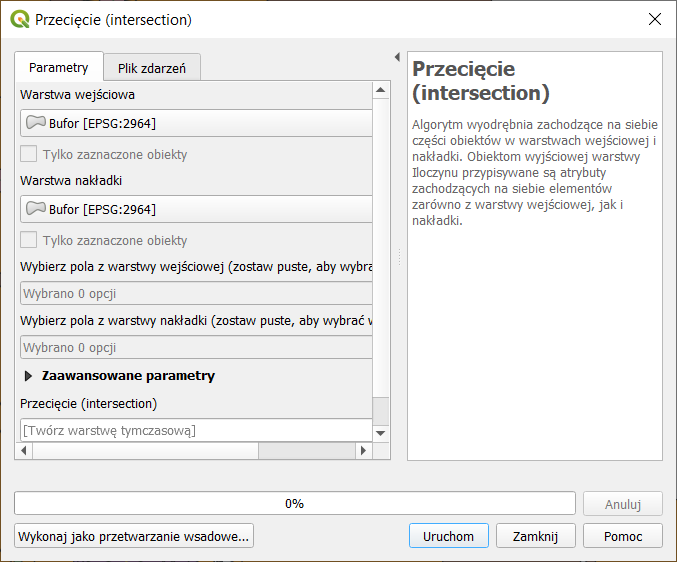 Przecięcie (intersection)
Parametry
Plik zdarzeń
Warstwa wejściowa
Bufor [EPSG:2964]
Tylko zaznaczone obiekty
Warstwa nakładki
Bufor [EPSG:2964]
Tylko zaznaczone obiekty
Wybierz pola z warstwy wejściowej (zostaw puste, aby wybra
Wybrano 0 opcji
Wybierz pola z warstwy nakładki (zostaw puste, aby wybrać w
Wybrano 0 opcji
Zaawansowane parametry
Przecięcie (intersection)
[Twórz warstwę tymczasową]
Przecięcie
(intersection)
Algorytm wyodrębnia zachodzące na siebie
części obiektów w warstwach wejściowej i
nakładki. Obiektom wyjściowej warstwy
Iloczynu przypisywane są atrybuty
zachodzących na siebie elementów
zarówno z warstwy wejściowej, jak i
nakładki.
0%
Anuluj
Wykonaj jako przetwarzanie wsadowe...
Uruchom
Zamknij
Pomoc